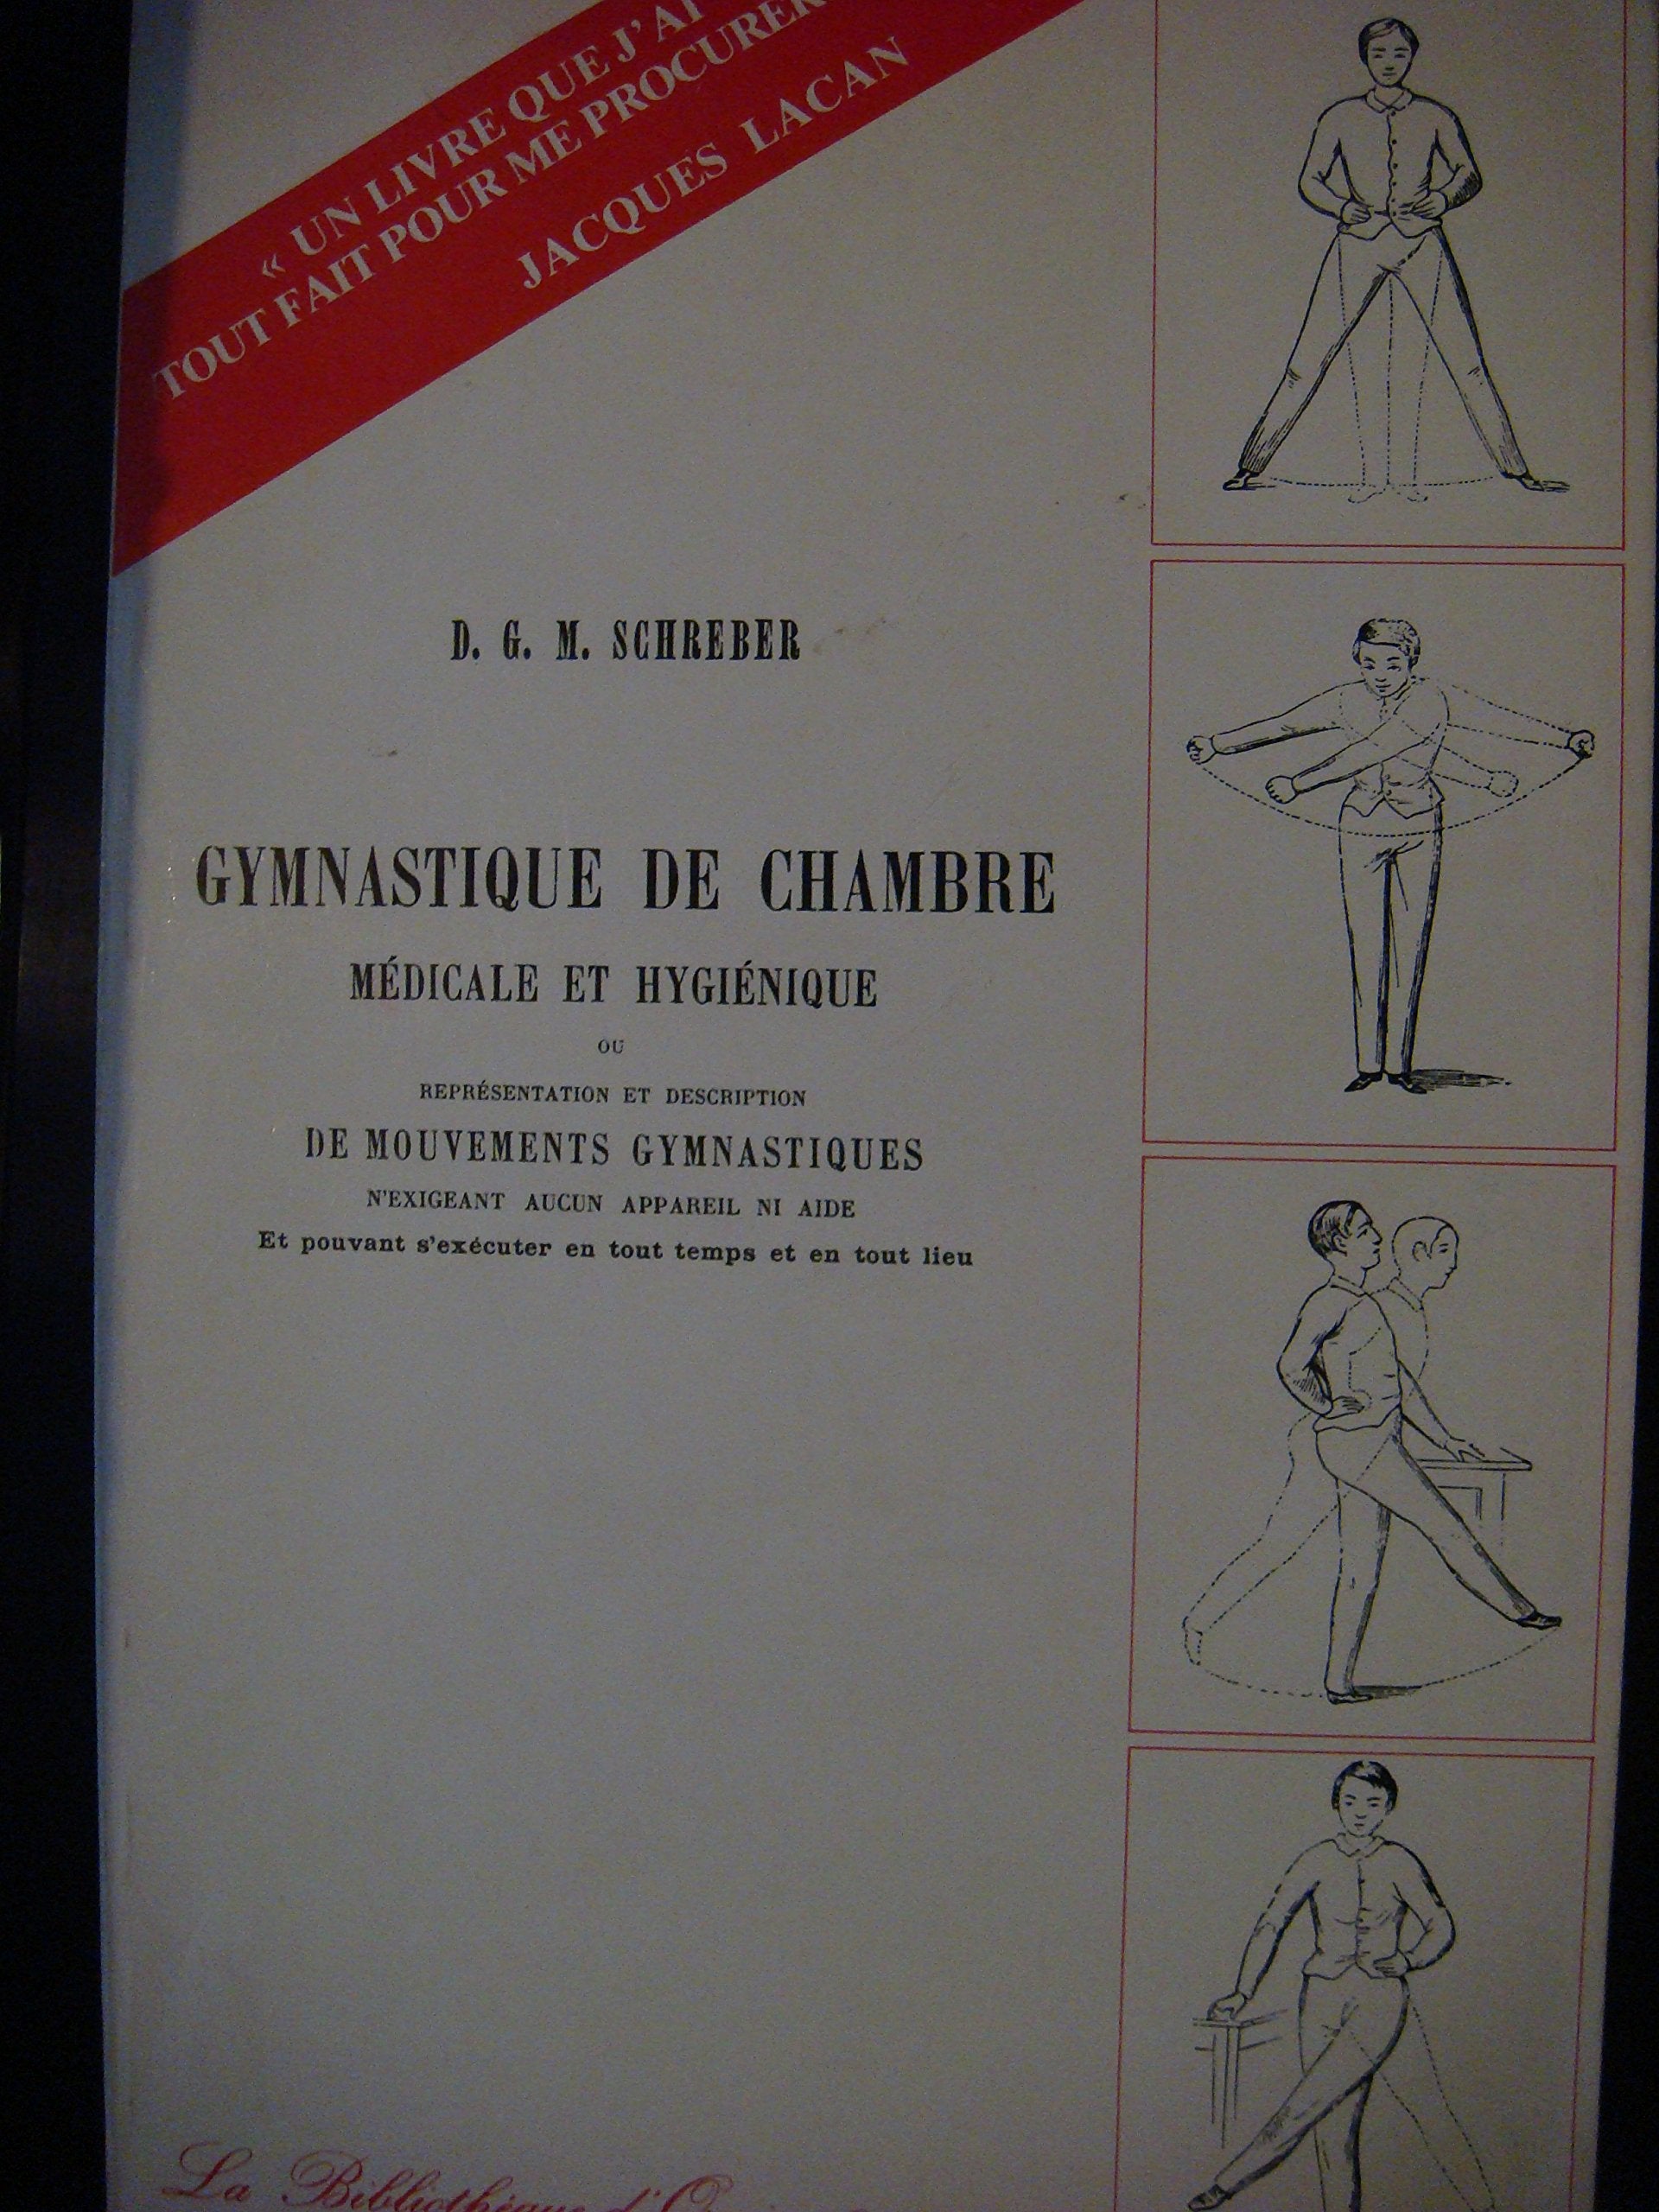 « UN LIVRE QUE J'AI
TOUT FAIT POUR ME PROCURER
JACQUES LACAN
D. G. M. SCHREBER
GYMNASTIQUE DE CHAMBRE
MÉDICALE ET HYGIÉNIQUE
OU
REPRÉSENTATION ET DESCRIPTION
DE MOUVEMENTS GYMNASTIQUES
N'EXIGEANT AUCUN APPAREIL NI AIDE
Et pouvant s'exécuter en tout temps et en tout lieu
La Bibliothèque